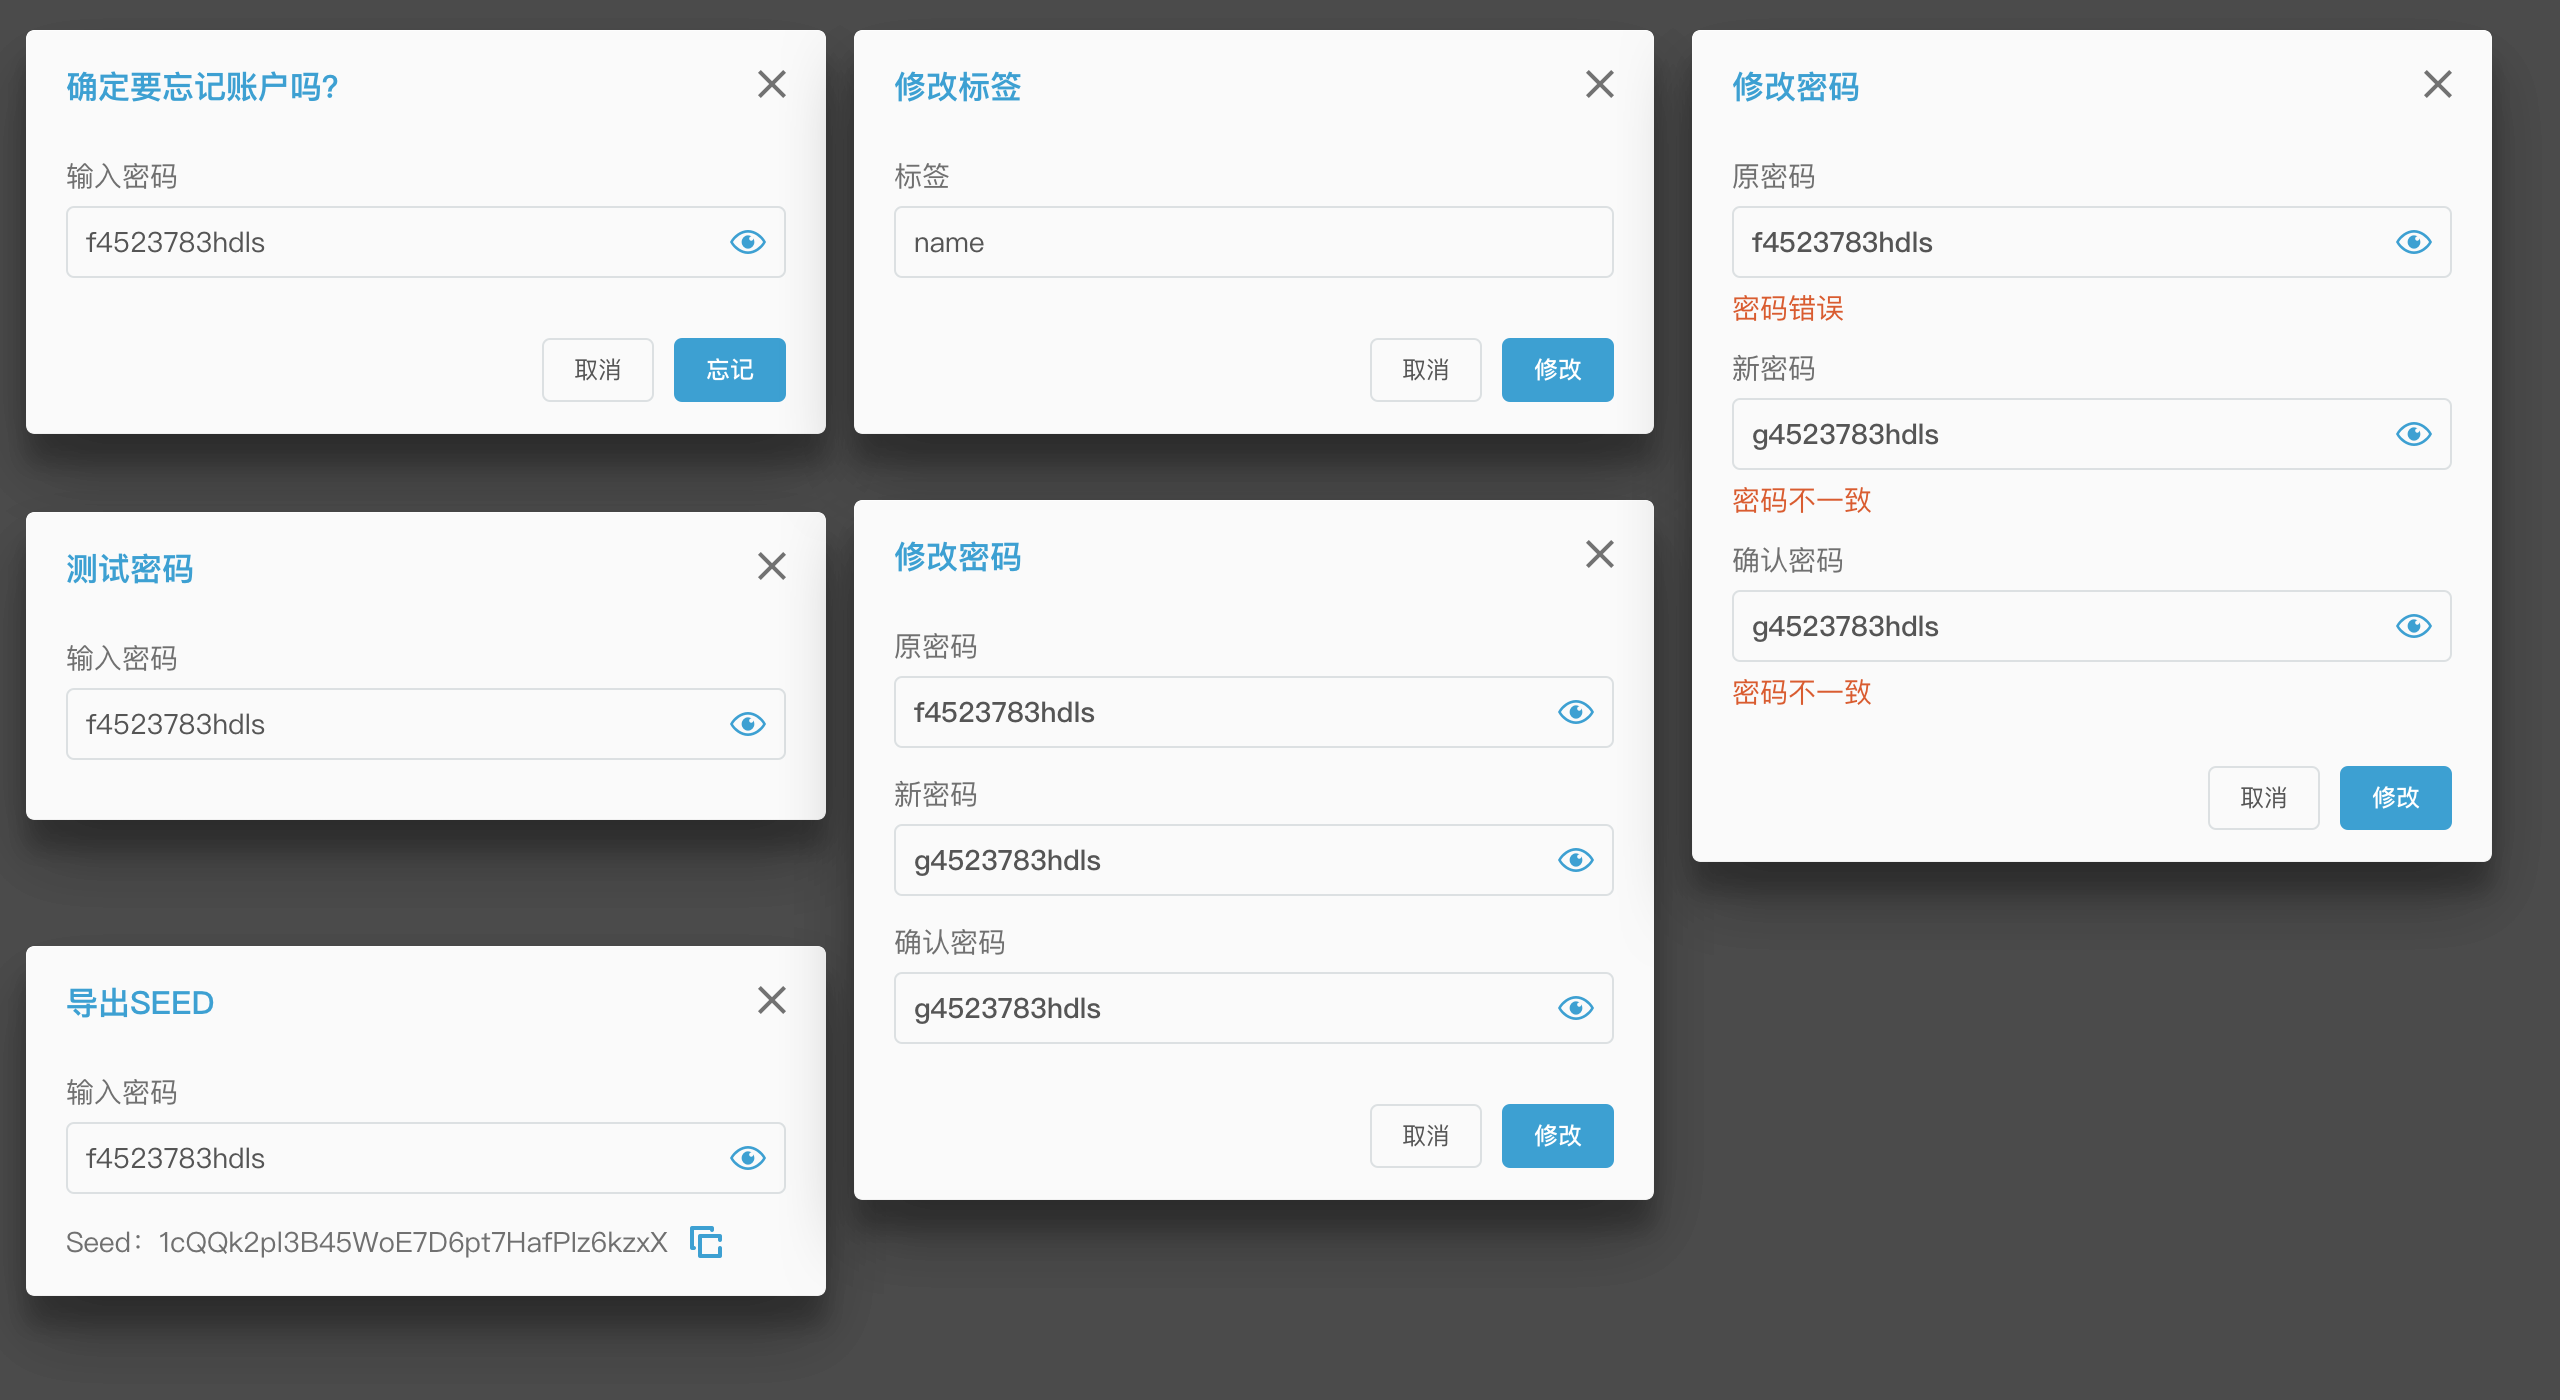 确定要忘记账户吗?
输入密码
f4523783hdls
取消
忘记
测试密码
输入密码
f4523783hdls
导出SEED
输入密码
f4523783hdls
Seed：1cQQk2pI3B45WoE7D6pt7HafPIz6kzxX
修改标签
标签
name
取消
修改
修改密码
原密码
f4523783hdls
新密码
g4523783hdls
确认密码
g4523783hdls
取消
修改
修改密码
原密码
f4523783hdls
密码错误
新密码
g4523783hdls
密码不一致
确认密码
g4523783hdls
密码不一致
取消
修改